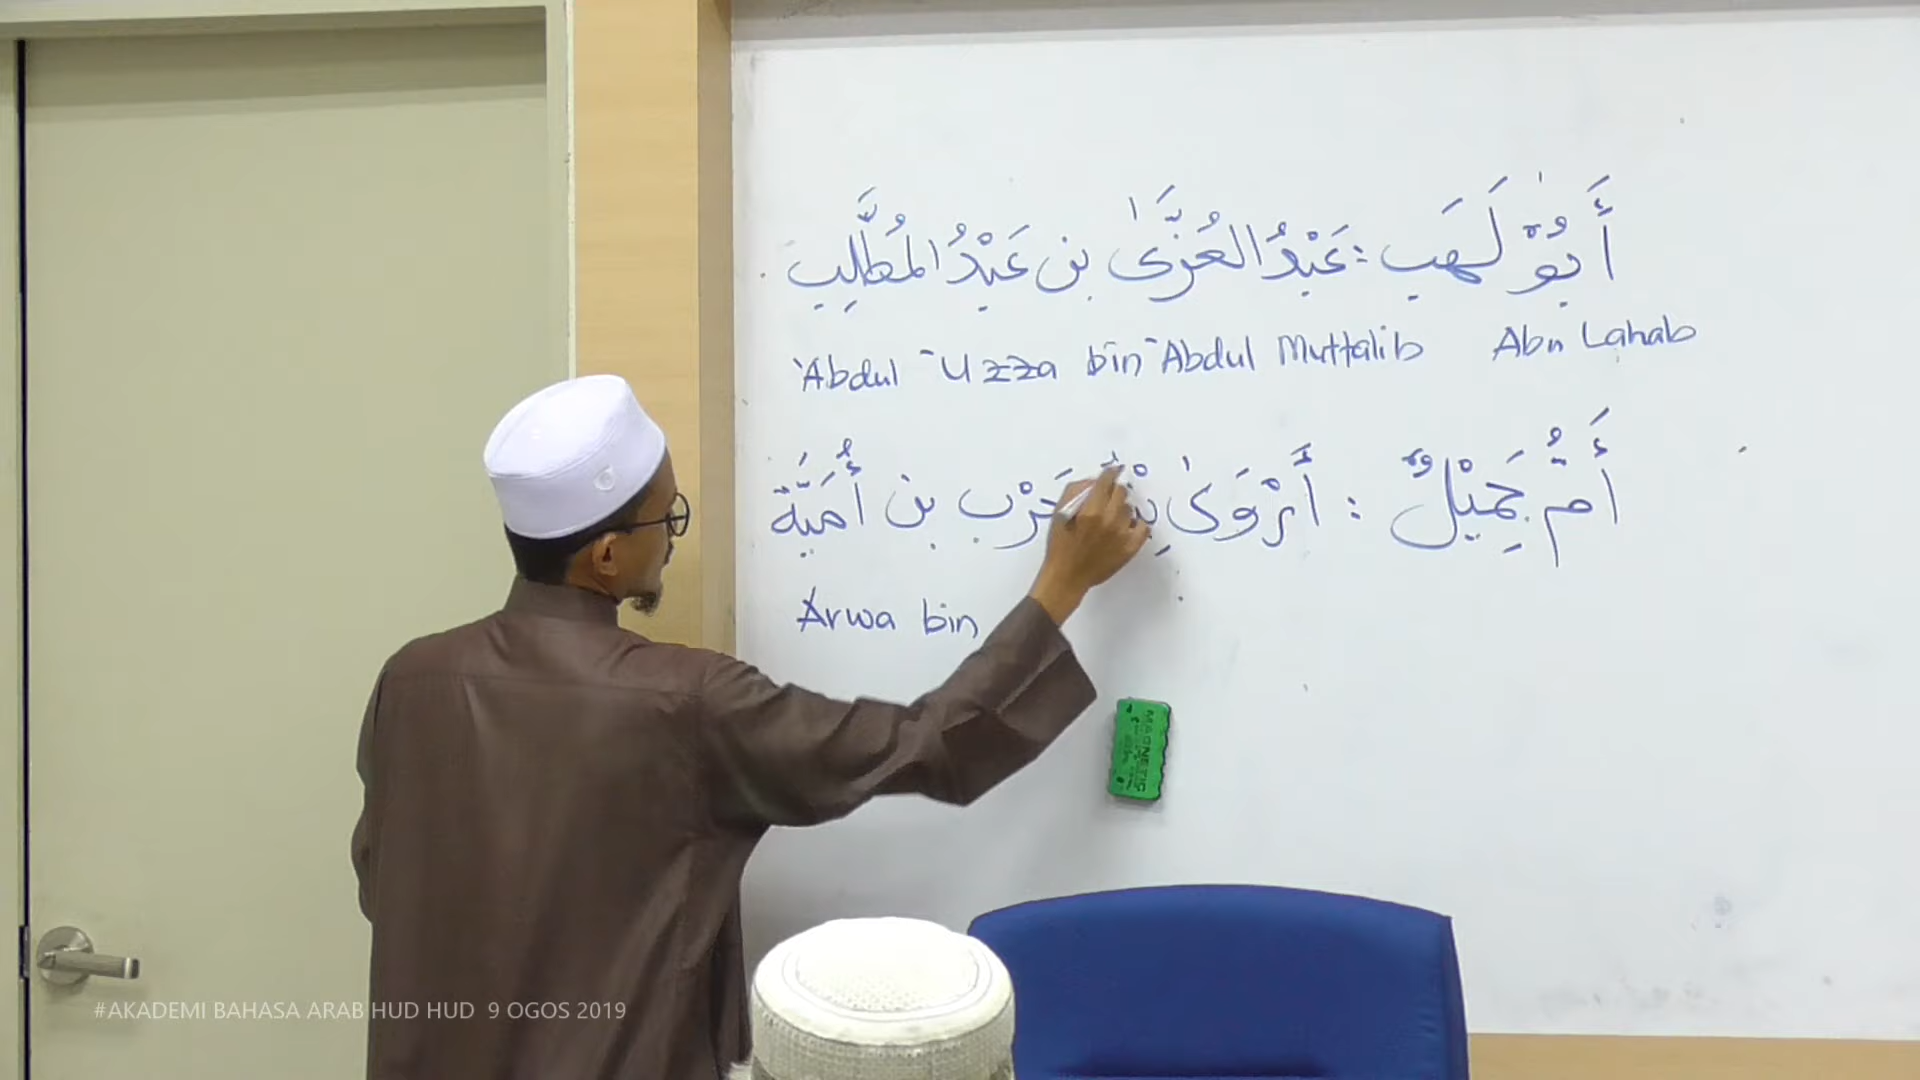 أَبُوْ لَهَبٍ : عَبْدُ الْعُزَّىٰ بن عَبْدُ المُطَّلِبِ
'Abdul 'Uzza bin 'Abdul Muttalib Abu Lahab
أُمُّ جَمِيْلٌ : أَرْوَىٰ حَرْبِ بن أُمَيَّةَ
Arwa bin
MAGNETIC
#AKADEMI BAHASA ARAB HUD HUD 9 OGOS 2019